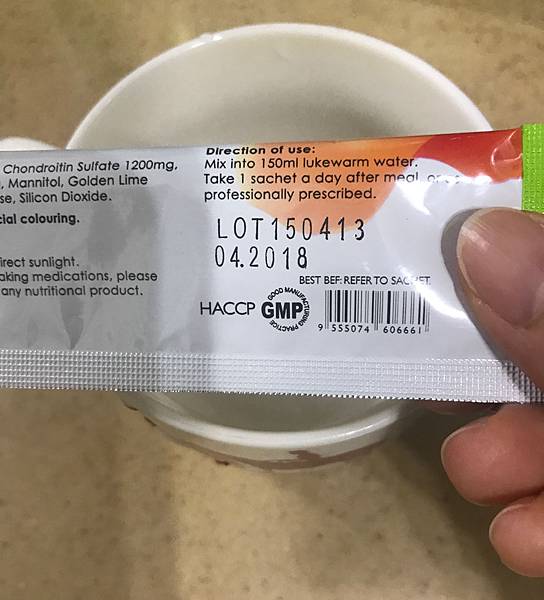 Chondroitin Sulfate 1200mg,
, Mannitol, Golden Lime
se, Silicon Dioxide.
cial colouring.
irect sunlight.
aking medications, please
any nutritional product.
Direction of use:
Mix into 150ml lukewarm water.
Take 1 sachet a day after meal, or as
professionally prescribed.
LOT150413
04.2018
BEST BEF: REFER TO SACHET.
HACCP
GOOD MANUFACTURING PRACTICE
GMP
9 555074 606661